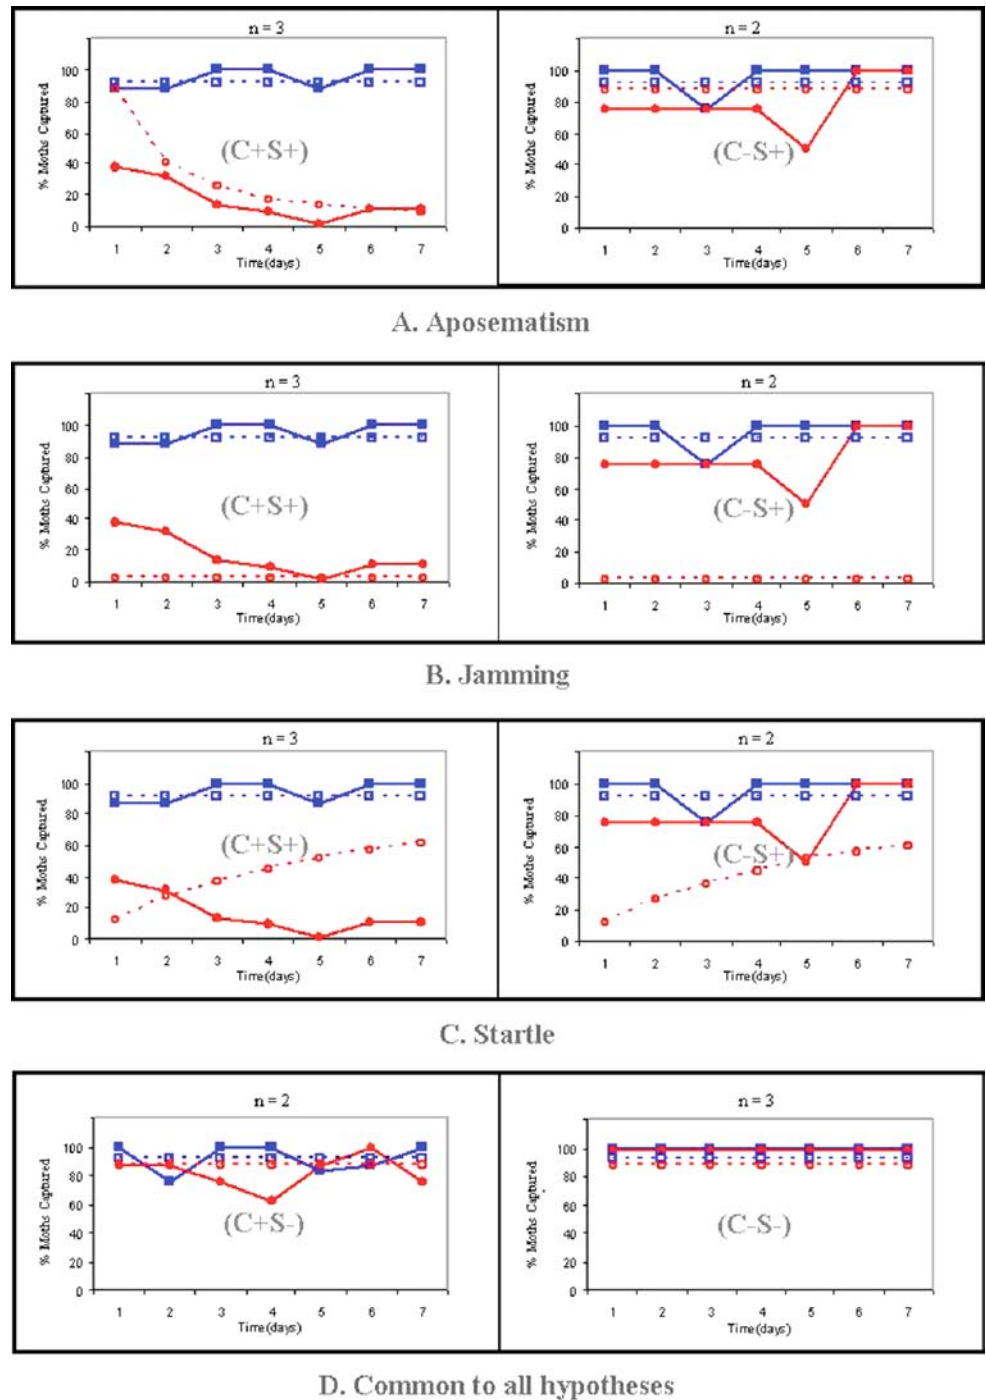 n = 3
n = 2
% Moths Captured
100
80
60
40
20
0
(C+S+)
1 2 3 4 5 6 7
Time(days)
% Moths Captured
100
80
60
40
20
0
(C-S+)
1 2 3 4 5 6 7
Time(days)
A. Aposematism
n = 3
n = 2
% Moths Captured
100
80
60
40
20
0
(C+S+)
1 2 3 4 5 6 7
Time(days)
% Moths Captured
100
80
60
40
20
0
(C-S+)
1 2 3 4 5 6 7
Time(days)
B. Jamming
n = 3
n = 2
% Moths Captured
100
80
60
40
20
0
(C+S+)
1 2 3 4 5 6 7
Time(days)
% Moths Captured
100
80
60
40
20
0
(C-S+)
1 2 3 4 5 6 7
Time(days)
C. Startle
n = 2
n = 3
% Moths Captured
100
80
60
40
20
0
(C+S-)
1 2 3 4 5 6 7
Time(days)
% Moths Captured
100
80
60
40
20
0
(C-S-)
1 2 3 4 5 6 7
Time(days)
D. Common to all hypotheses